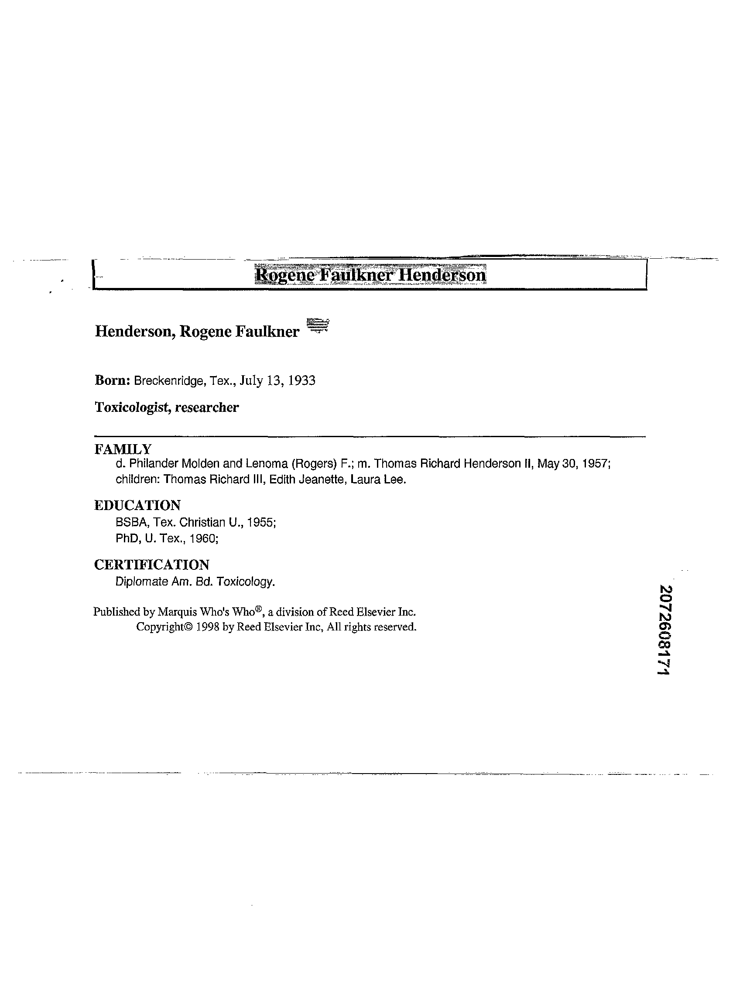 Rogene Faulkner Henderson
Henderson, Rogene Faulkner
Born: Breckenridge, Tex., July 13, 1933
Toxicologist, researcher
FAMILY
d. Philander Molden and Lenoma (Rogers) F.; m. Thomas Richard Henderson II, May 30, 1957;
children: Thomas Richard III, Edith Jeanette, Laura Lee.
EDUCATION
BSBA, Tex. Christian U., 1955;
PhD, U. Tex., 1960;
CERTIFICATION
Diplomate Am. Bd. Toxicology.
Published by Marquis Who's Who®, a division of Reed Elsevier Inc.
Copyright© 1998 by Reed Elsevier Inc, All rights reserved.
2072608171